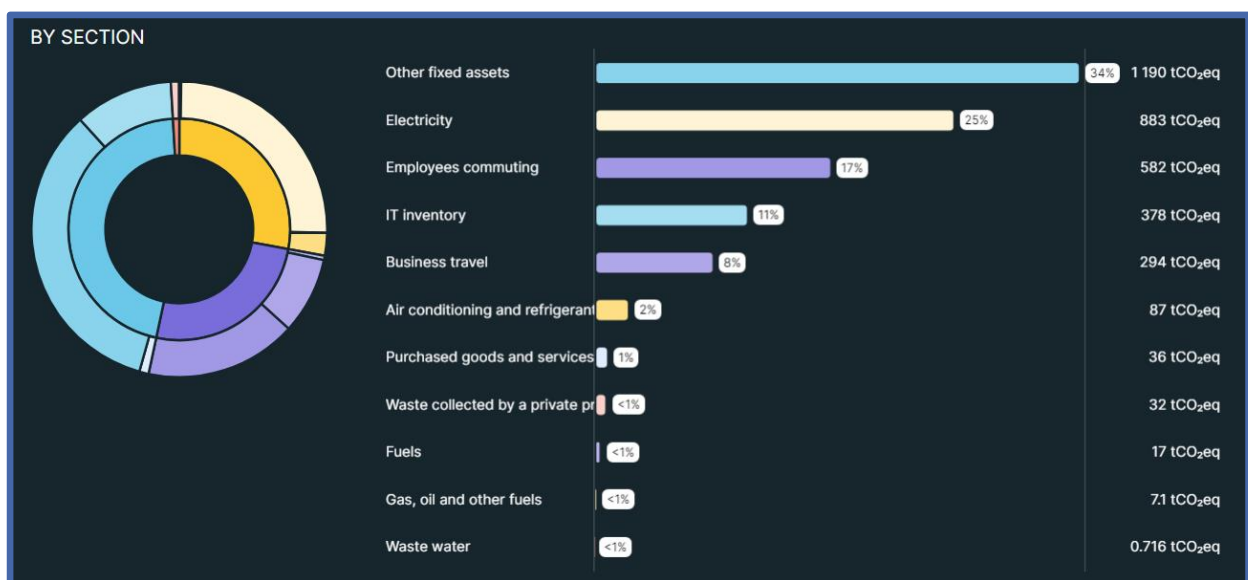 BY SECTION
Other fixed assets 34% 1 190 tCO₂eq
Electricity 25% 883 tCO₂eq
Employees commuting 17% 582 tCO₂eq
IT inventory 11% 378 tCO₂eq
Business travel 8% 294 tCO₂eq
Air conditioning and refrigerant 2% 87 tCO₂eq
Purchased goods and services 1% 36 tCO₂eq
Waste collected by a private pr <1% 32 tCO₂eq
Fuels <1% 17 tCO₂eq
Gas, oil and other fuels <1% 7.1 tCO₂eq
Waste water <1% 0.716 tCO₂eq